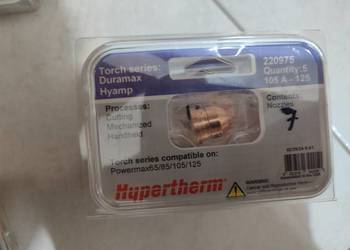 Torch series:
Duramax
Hyamp
220975
Quantity: 5
105 A - 125
Processes:
Cutting
Mechanized
Handheld
Contents:
Nozzles
7
Torch series compatible on:
Powermax65/85/105/125
Hypertherm
WARNING: